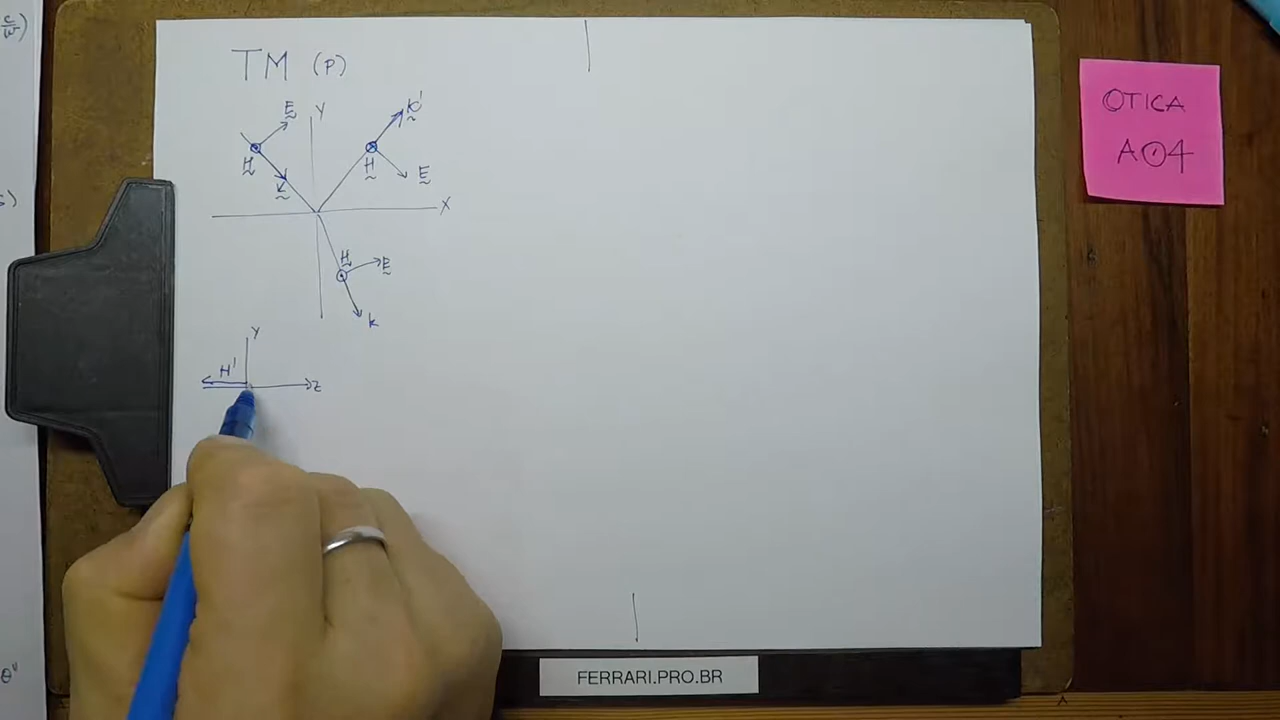 TM (P)
E
Y
k'
H
H
E
k
X
H
E
k
Y
H'
Z
OTICA
A04
FERRARI.PRO.BR
c/w)
s)
θ"